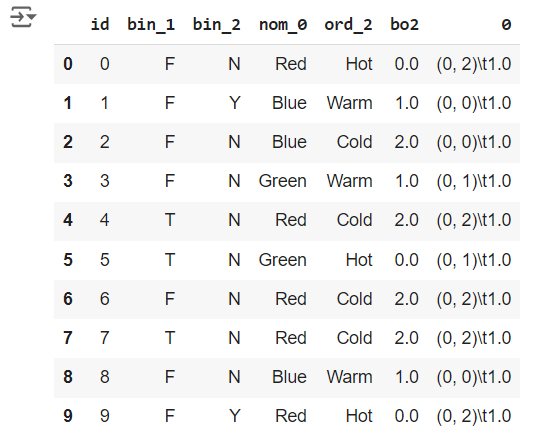 id bin_1 bin_2 nom_0 ord_2 bo2 0
0 0 F N Red Hot 0.0 (0, 2)\t1.0
1 1 F Y Blue Warm 1.0 (0, 0)\t1.0
2 2 F N Blue Cold 2.0 (0, 0)\t1.0
3 3 F N Green Warm 1.0 (0, 1)\t1.0
4 4 T N Red Cold 2.0 (0, 2)\t1.0
5 5 T N Green Hot 0.0 (0, 1)\t1.0
6 6 F N Red Cold 2.0 (0, 2)\t1.0
7 7 T N Red Cold 2.0 (0, 2)\t1.0
8 8 F N Blue Warm 1.0 (0, 0)\t1.0
9 9 F Y Red Hot 0.0 (0, 2)\t1.0